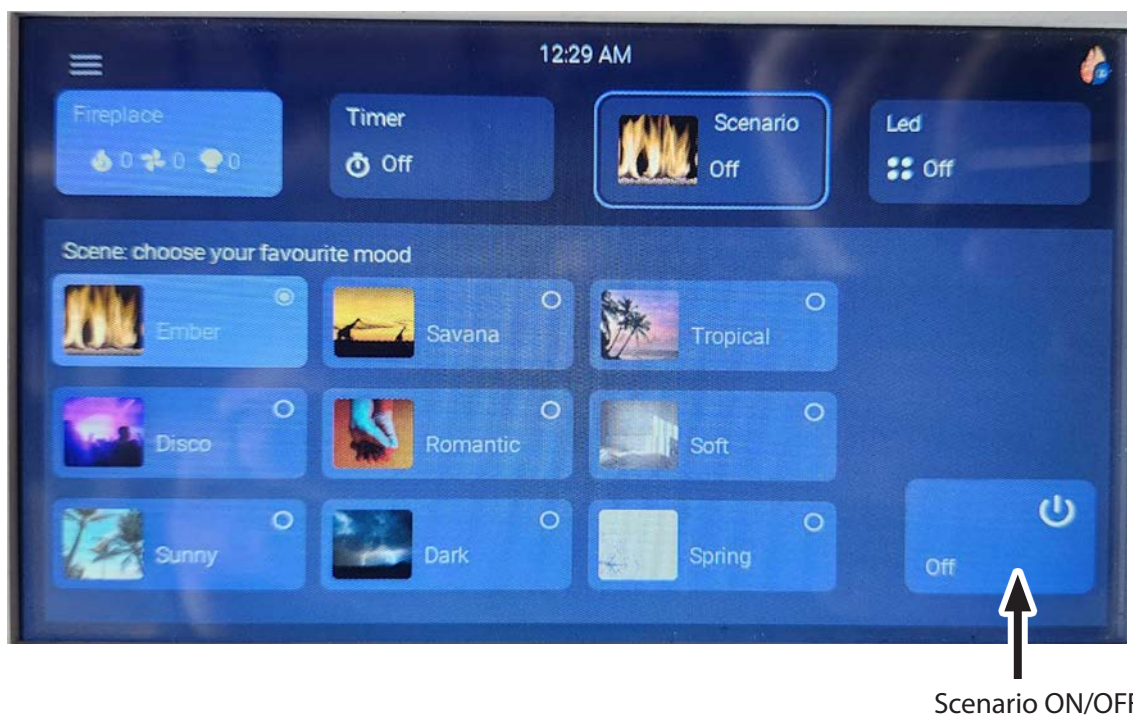 12:29 AM
Fireplace
0 0 0
Timer
Off
Scenario
Off
Led
Off
Scene: choose your favourite mood
Ember
Savana
Tropical
Disco
Romantic
Soft
Sunny
Dark
Spring
Off
Scenario ON/OFF